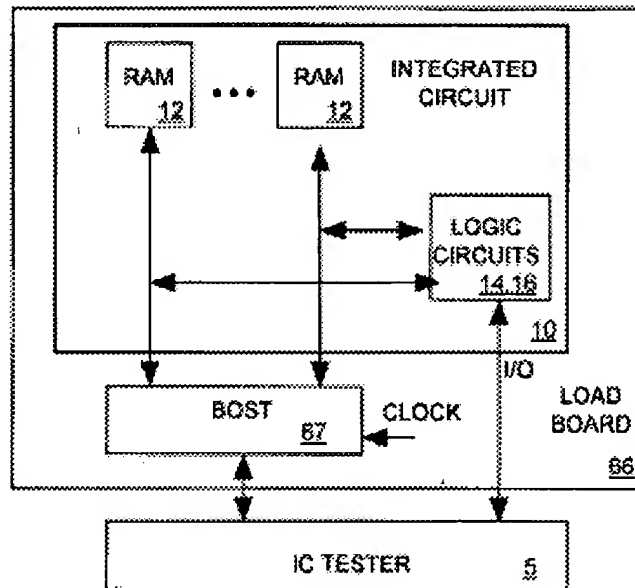 RAM
12
RAM
12
INTEGRATED
CIRCUIT
LOGIC
CIRCUITS
14,16
10
I/O
BOST
67
CLOCK
LOAD
BOARD
66
IC TESTER
5